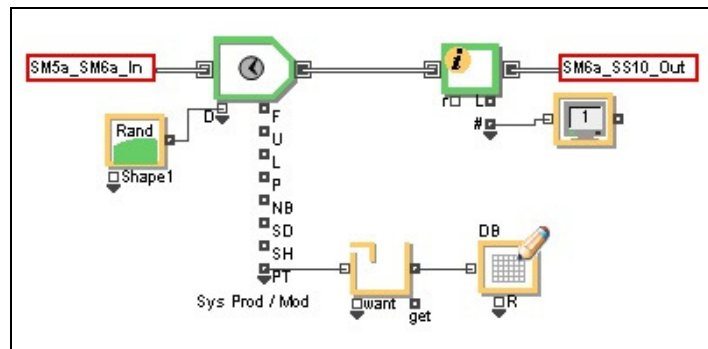 SM5a_SM6a_In
SM6a_SS10_Out
i
r
L
#
1
D
F
U
L
P
NB
SD
SH
PT
Rand
Shape1
DB
Sys Prod / Mod
want
get
R